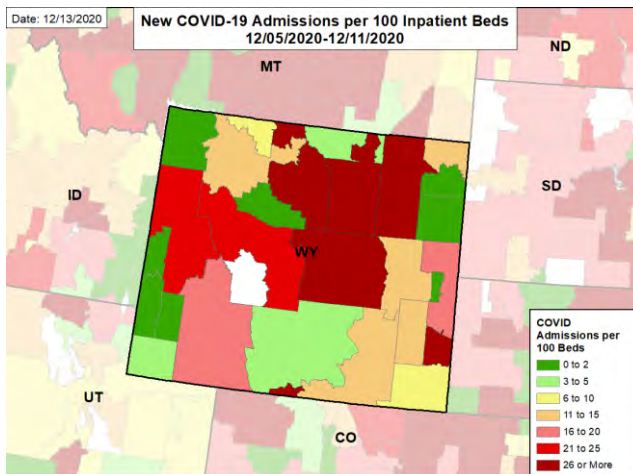 Date: 12/13/2020
New COVID-19 Admissions per 100 Inpatient Beds
12/05/2020-12/11/2020
ND
MT
ID
SD
WY
UT
CO
COVID
Admissions per
100 Beds
0 to 2
3 to 5
6 to 10
11 to 15
16 to 20
21 to 25
26 or More